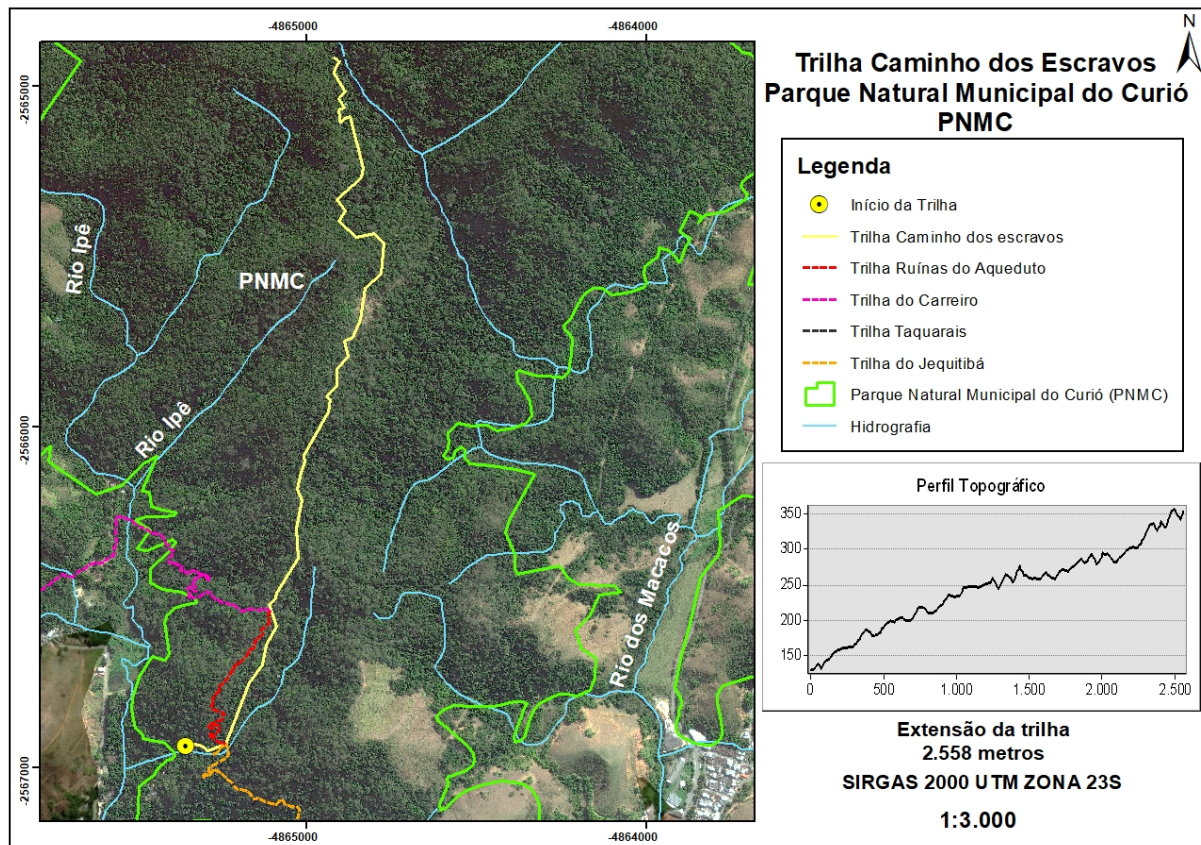 -4865000
-4864000
N
Trilha Caminho dos Escravos
Parque Natural Municipal do Curió
PNMC
Legenda
Início da Trilha
Trilha Caminho dos escravos
Trilha Ruínas do Aqueduto
Trilha do Carreiro
Trilha Taquarais
Trilha do Jequitibá
Parque Natural Municipal do Curió (PNMC)
Hidrografia
-2565000
-2566000
-2567000
Rio Ipê
PNMC
Rio Ipê
Rio dos Macacos
-4865000
-4864000
Perfil Topográfico
350
300
250
200
150
0
500
1.000
1.500
2.000
2.500
Extensão da trilha
2.558 metros
SIRGAS 2000 UTM ZONA 23S
1:3.000